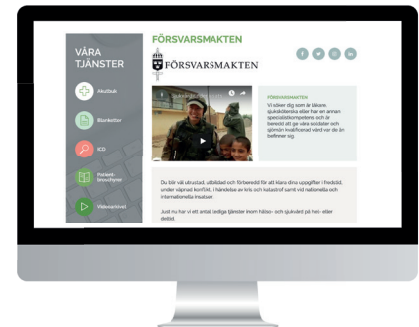 VÅRA
TJÄNSTER
Akutbok
Blanketter
ICD
Patient-
broschyrer
Videoarkivet
FÖRSVARSMAKTEN
FÖRSVARSMAKTEN
FÖRSVARSMAKTEN
Vi söker dig som är läkare,
sjuksköterska eller har en annan
specialistkompetens och är
beredd att ge våra soldater och
sjömän kvalificerad vård var de än
befinner sig.
Du blir väl utrustad, utbildad och förberedd för att klara dina uppgifter i fredstid,
under väpnad konflikt, i händelse av kris och katastrof samt vid nationella och
internationella insatser.
Just nu har vi ett antal lediga tjänster inom hälso- och sjukvård på hel- eller
deltid.